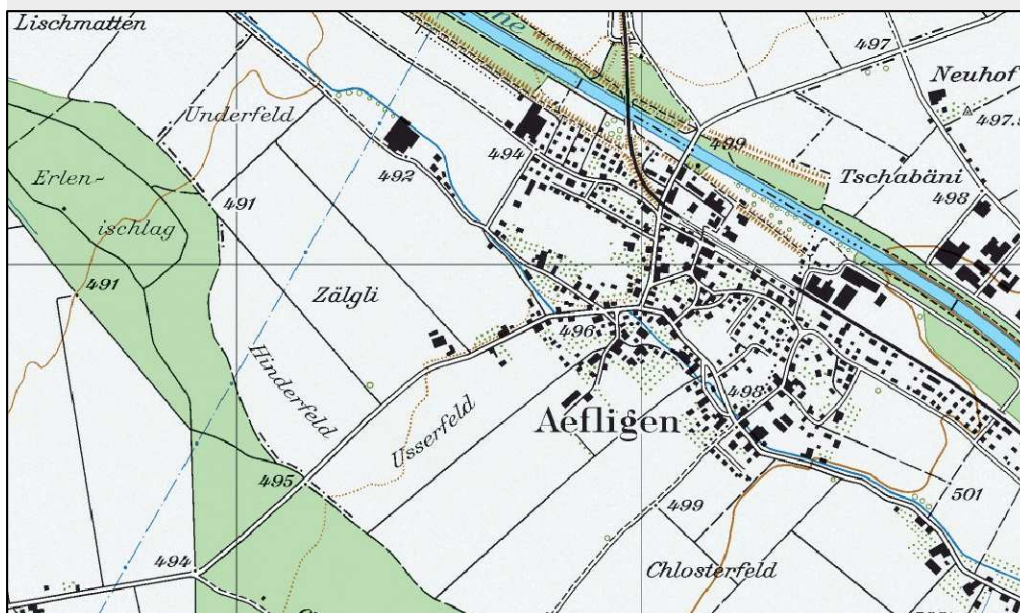 Lischmatten
497
Neuhof
497.
Underfeld
499
494
492
Tschabäni
Erlen-
491
498
ischlag
491
Zälgli
496
Hinderfeld
Usserfeld
498
Aefligen
495
499
501
494
Chlosterfeld